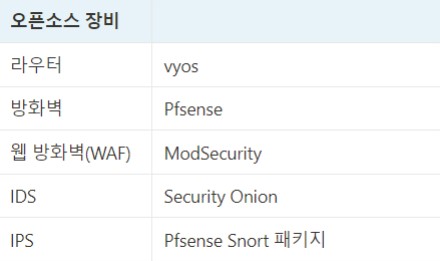 오픈소스 장비
라우터 vyos
방화벽 Pfsense
웹 방화벽(WAF) ModSecurity
IDS Security Onion
IPS Pfsense Snort 패키지